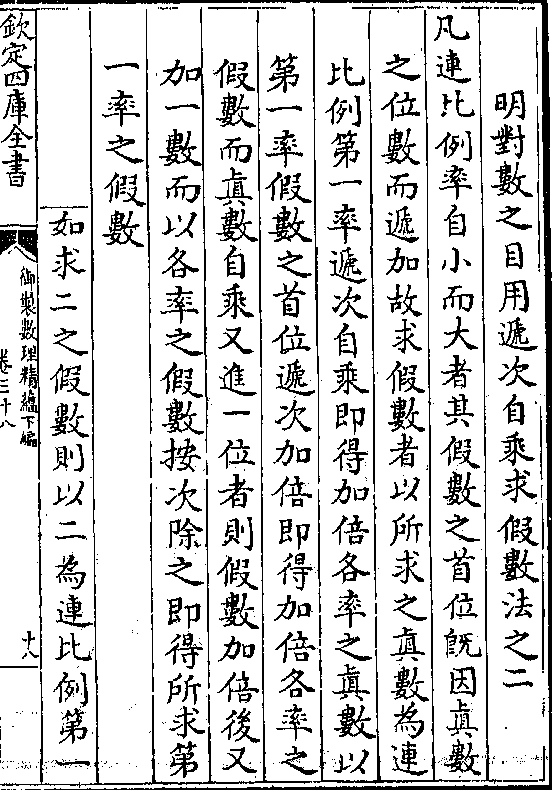 明對數之目用遞次自乘求假數法之二
凡連比例率自小而大者其假數之首位旣因眞數
之位數而遞加故求假數者以所求之眞數為連
比例第一率遞次自乘即得加倍各率之眞數以
第一率假數之首位遞次加倍即得加倍各率之
假數而眞數自乘又進一位者則假數加倍後又
加一數而以各率之假數按次除之即得所求第
一率之假數
如求二之假數則以二為連比例第一
欽定四庫全書
御製數理精藴下編
卷三十八
十八